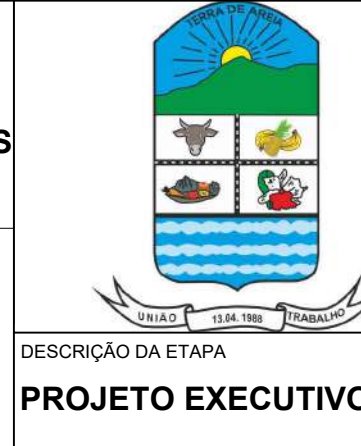 TERRA DE AREIA
S
UNIÃO 13.04.1988 TRABALHO
DESCRIÇÃO DA ETAPA
PROJETO EXECUTIVO